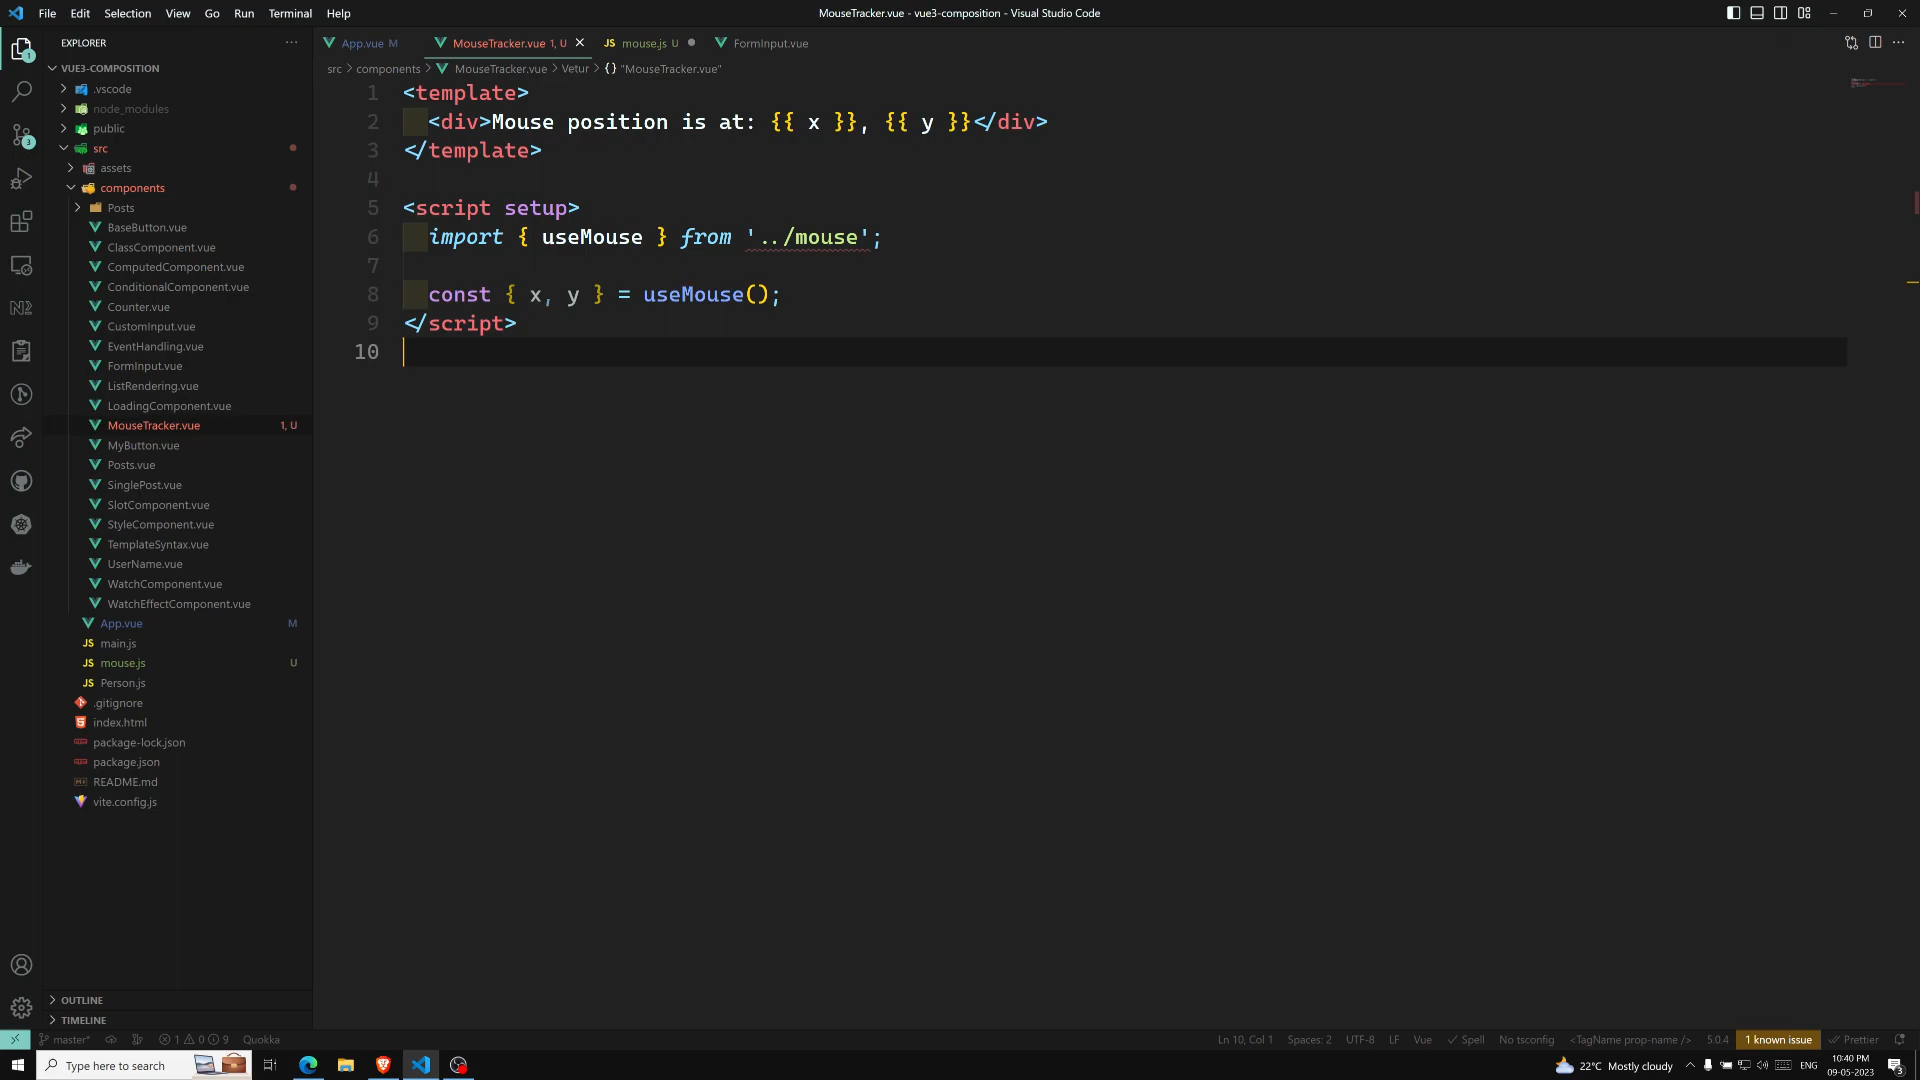 File Edit Selection View Go Run Terminal Help
MouseTracker.vue - vue3-composition - Visual Studio Code
EXPLORER
App.vue M
MouseTracker.vue 1, U
JS mouse.js U
FormInput.vue
src > components > MouseTracker.vue > Vetur > {} "MouseTracker.vue"
VUE3-COMPOSITION
.vscode
node_modules
public
src
assets
components
Posts
BaseButton.vue
ClassComponent.vue
ComputedComponent.vue
ConditionalComponent.vue
Counter.vue
CustomInput.vue
EventHandling.vue
FormInput.vue
ListRendering.vue
LoadingComponent.vue
MouseTracker.vue 1, U
MyButton.vue
Posts.vue
SinglePost.vue
SlotComponent.vue
StyleComponent.vue
TemplateSyntax.vue
UserName.vue
WatchComponent.vue
WatchEffectComponent.vue
App.vue M
JS main.js
JS mouse.js U
JS Person.js
.gitignore
index.html
package-lock.json
package.json
README.md
vite.config.js
OUTLINE
TIMELINE
1 <template>
2 <div>Mouse position is at: {{ x }}, {{ y }}</div>
3 </template>
4
5 <script setup>
6 import { useMouse } from '../mouse';
7
8 const { x, y } = useMouse();
9 </script>
10
master* 1 0 9 Quokka
Ln 10, Col 1 Spaces: 2 UTF-8 LF Vue Spell No tsconfig <TagName prop-name /> 5.0.4 1 known issue Prettier
Type here to search
22°C Mostly cloudy
ENG
10:40 PM
09-05-2023
3